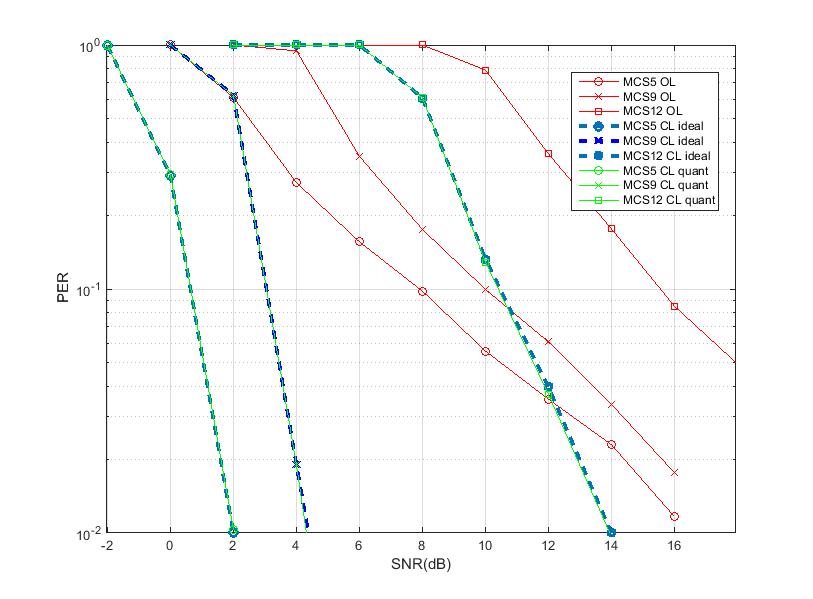 10^0
MCS5 OL
MCS9 OL
MCS12 OL
MCS5 CL ideal
MCS9 CL ideal
MCS12 CL ideal
MCS5 CL quant
MCS9 CL quant
MCS12 CL quant
PER
10^-1
10^-2
-2 0 2 4 6 8 10 12 14 16
SNR(dB)